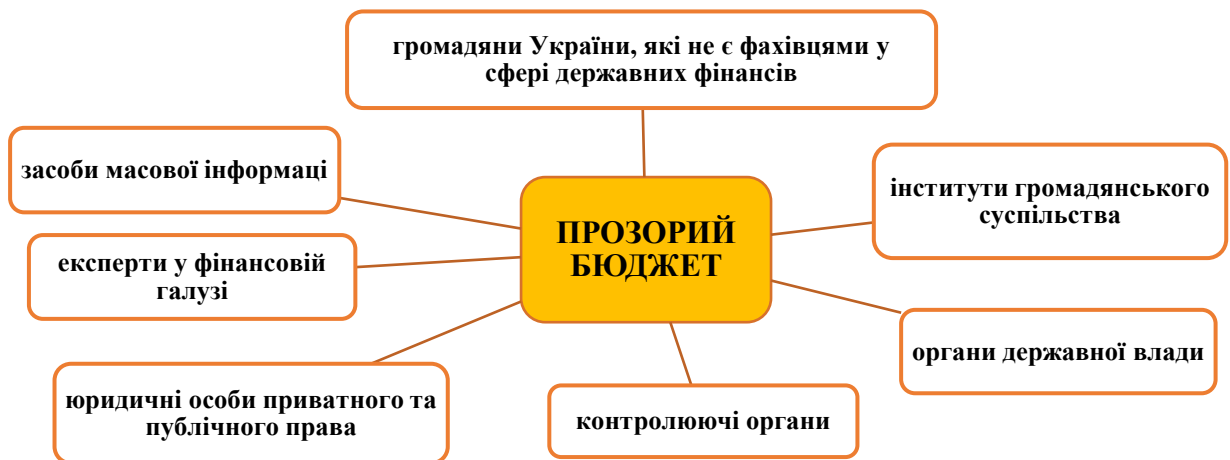 громадяни України, які не є фахівцями у
сфері державних фінансів
засоби масової інформаці
інститути громадянського
суспільства
ПРОЗОРИЙ
БЮДЖЕТ
експерти у фінансовій
галузі
органи державної влади
юридичні особи приватного та
публічного права
контролюючі органи